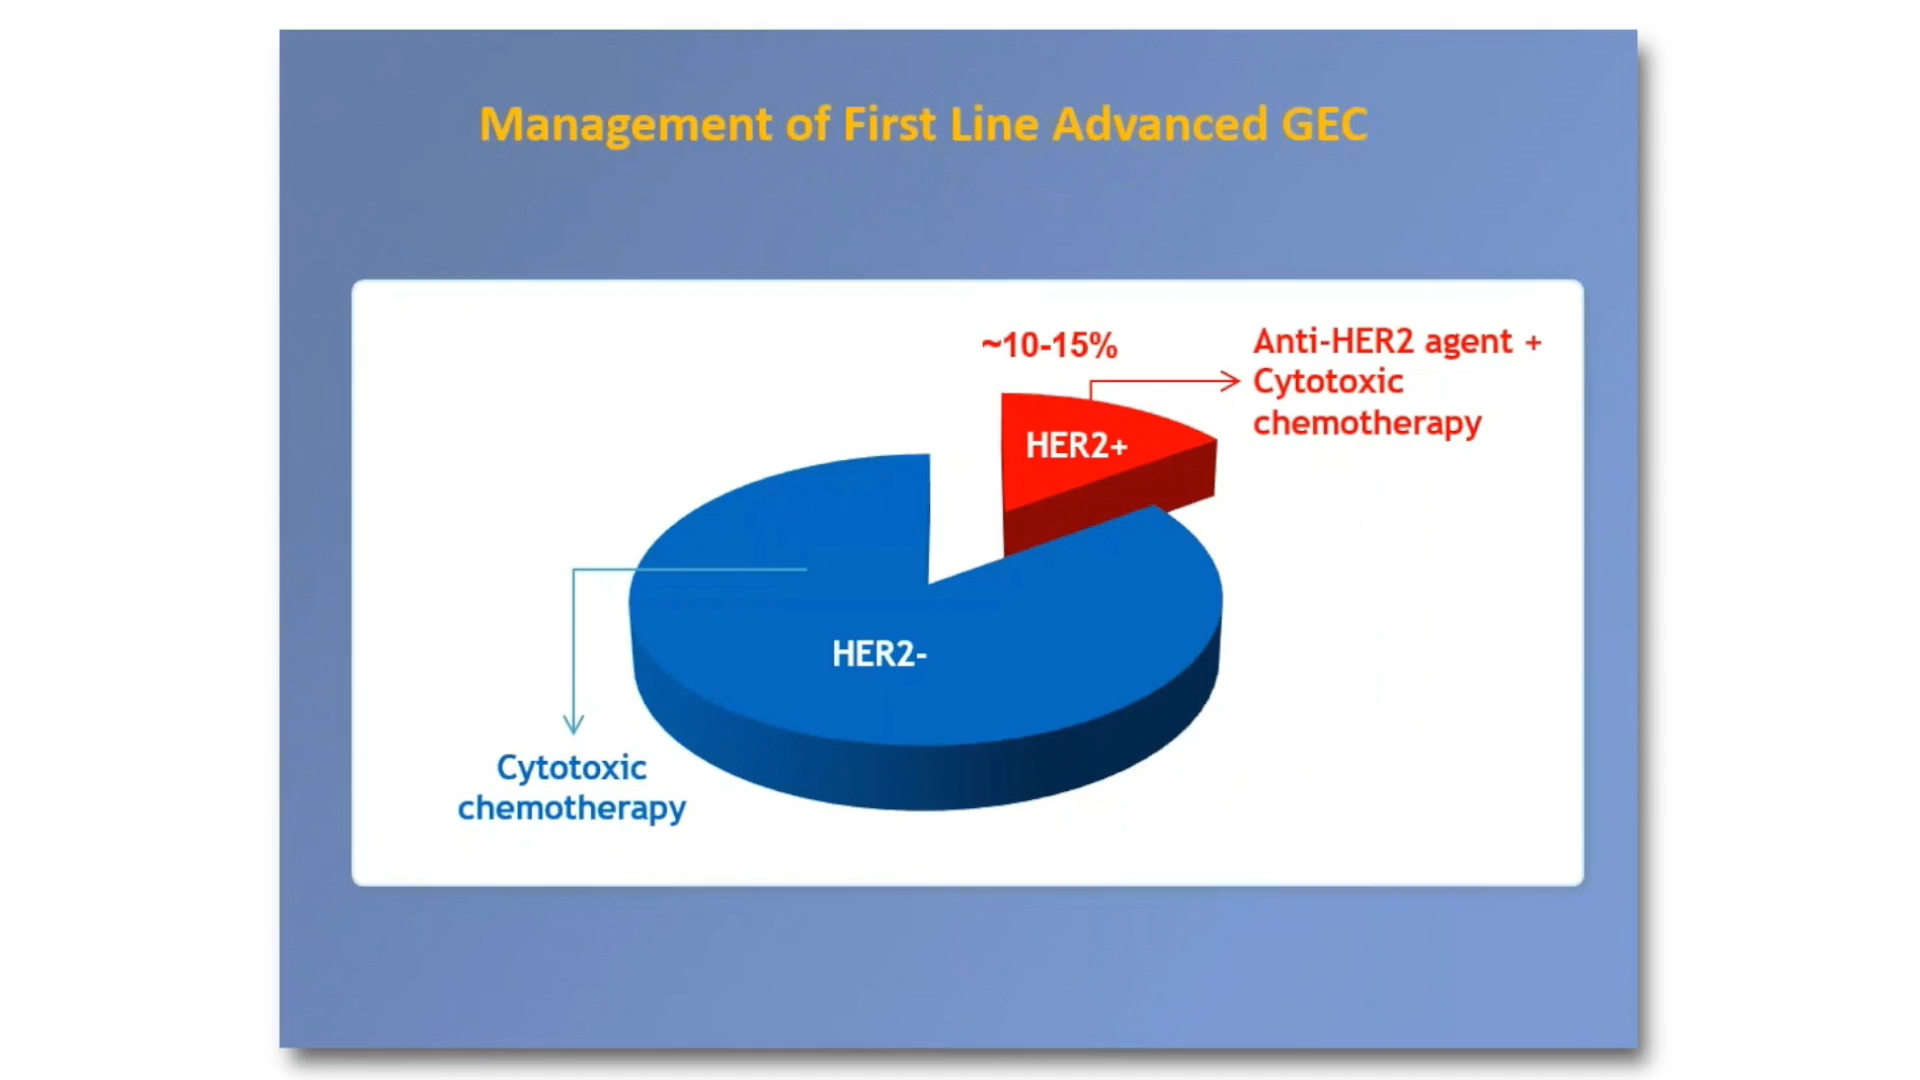 Management of First Line Advanced GEC
~10-15%
Anti-HER2 agent +
Cytotoxic
chemotherapy
HER2+
HER2-
Cytotoxic
chemotherapy